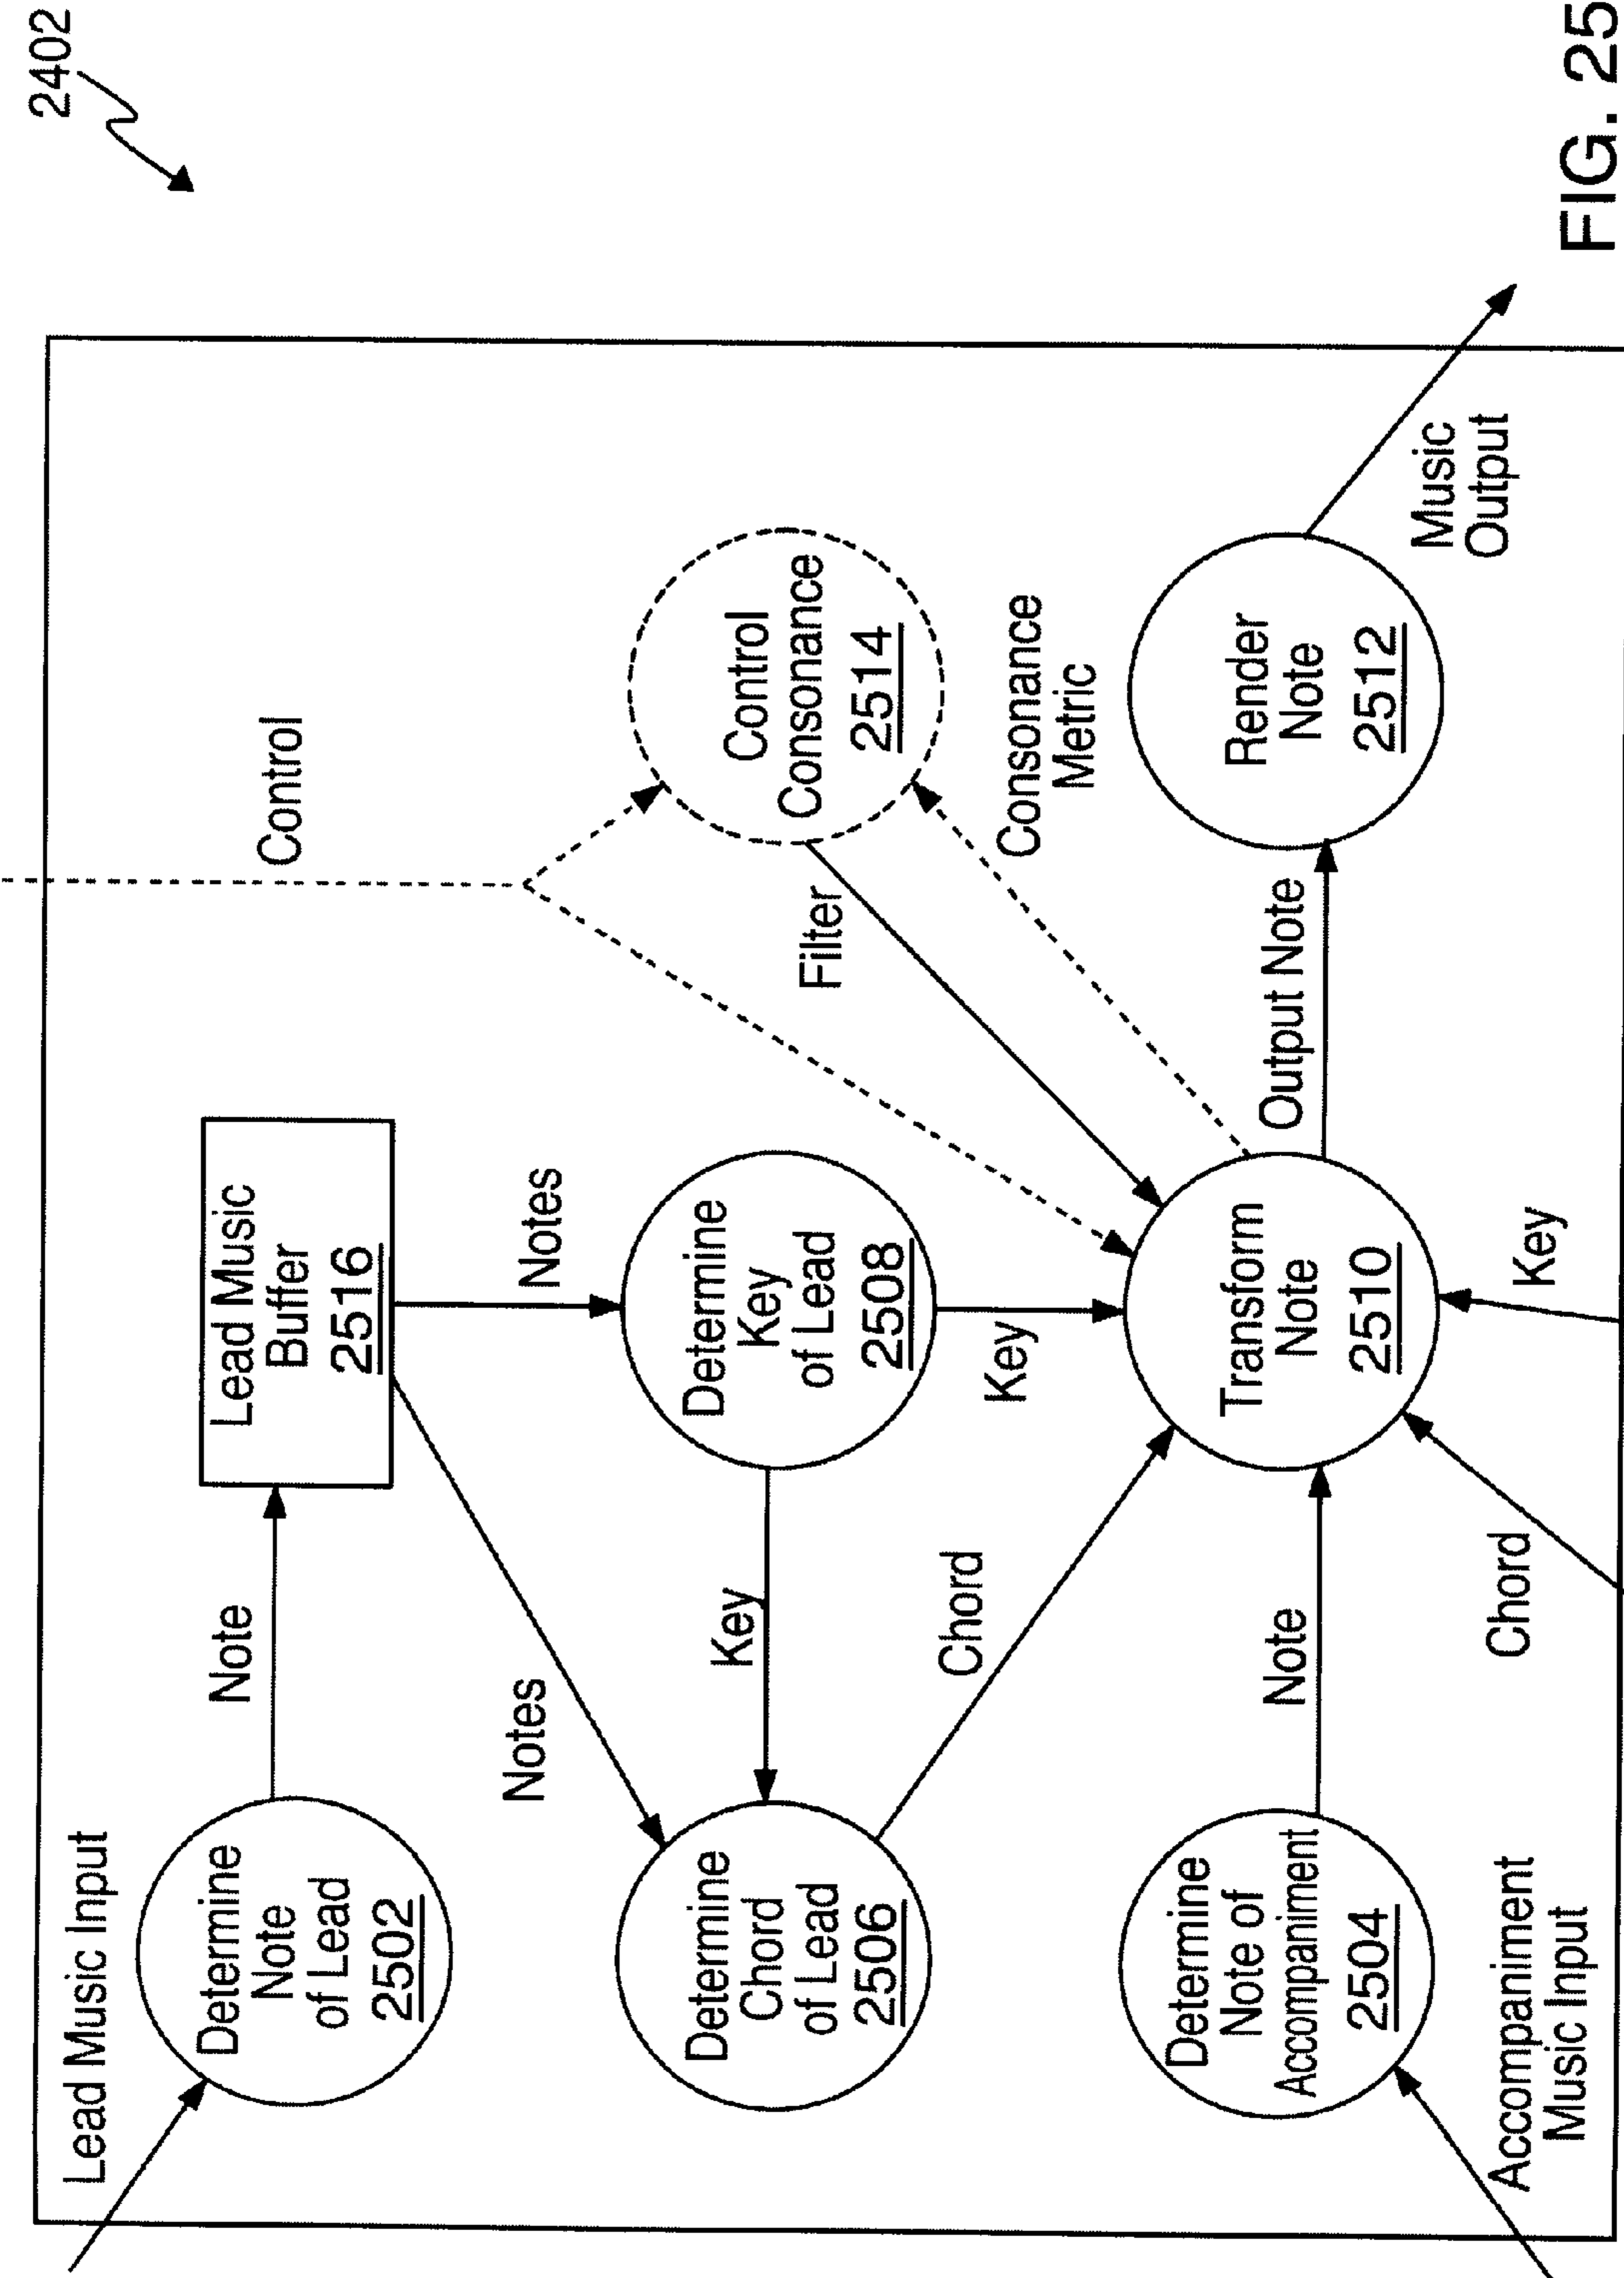 2402
Lead Music Input
Determine
Note
of Lead
2502
Note
Lead Music
Buffer
2516
Control
Notes
Notes
Determine
Chord
of Lead
2506
Key
Determine
Key
of Lead
2508
Filter
Control
Consonance
2514
Chord
Key
Consonance
Metric
Determine
Note of
Accompaniment
2504
Note
Transform
Note
2510
Output Note
Render
Note
2512
Accompaniment
Music Input
Chord
Key
Music
Output
FIG. 25